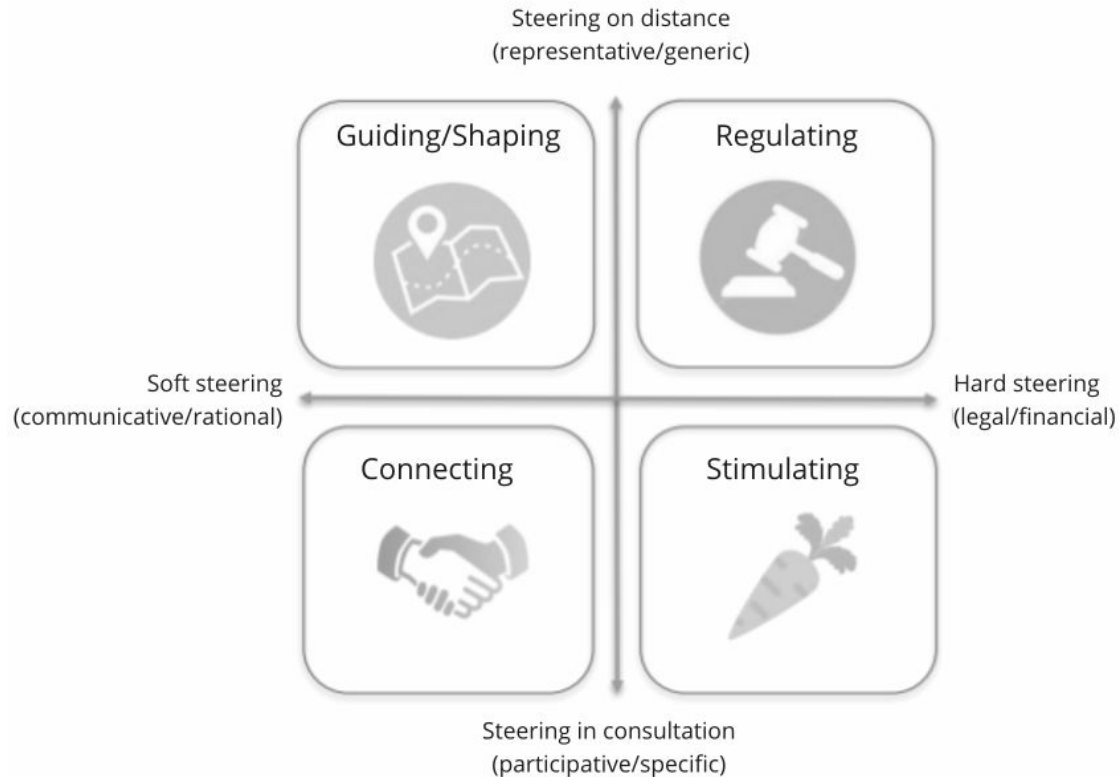 Steering on distance
(representative/generic)
Guiding/Shaping
Regulating
Soft steering
(communicative/rational)
Hard steering
(legal/financial)
Connecting
Stimulating
Steering in consultation
(participative/specific)